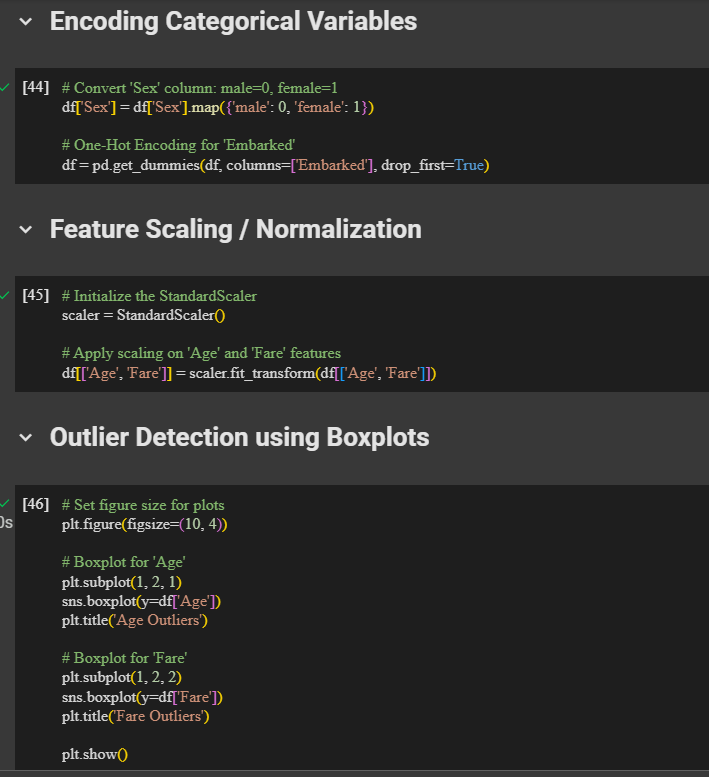 Encoding Categorical Variables
[44] # Convert 'Sex' column: male=0, female=1
df['Sex'] = df['Sex'].map({'male': 0, 'female': 1})
# One-Hot Encoding for 'Embarked'
df = pd.get_dummies(df, columns=['Embarked'], drop_first=True)
Feature Scaling / Normalization
[45] # Initialize the StandardScaler
scaler = StandardScaler()
# Apply scaling on 'Age' and 'Fare' features
df[['Age', 'Fare']] = scaler.fit_transform(df[['Age', 'Fare']])
Outlier Detection using Boxplots
[46] # Set figure size for plots
0s plt.figure(figsize=(10, 4))
# Boxplot for 'Age'
plt.subplot(1, 2, 1)
sns.boxplot(y=df['Age'])
plt.title('Age Outliers')
# Boxplot for 'Fare'
plt.subplot(1, 2, 2)
sns.boxplot(y=df['Fare'])
plt.title('Fare Outliers')
plt.show()